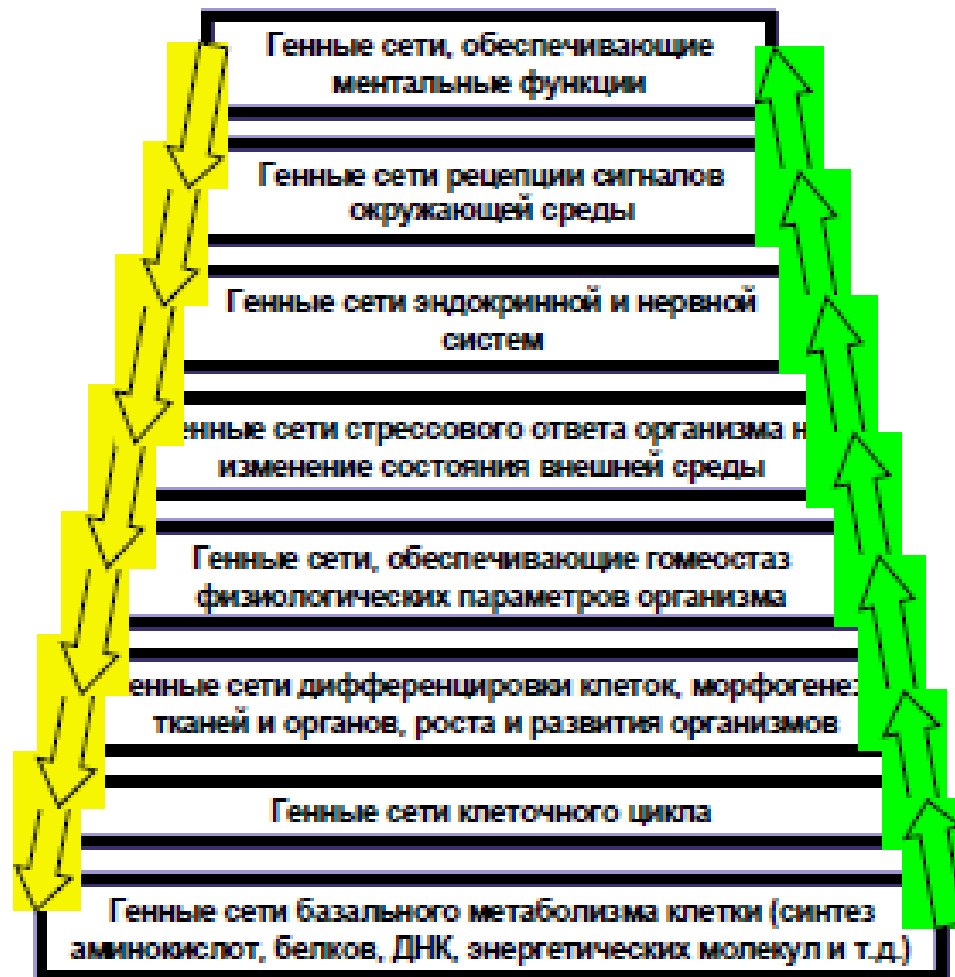 Генные сети, обеспечивающие
ментальные функции
Генные сети рецепции сигналов
окружающей среды
Генные сети эндокринной и нервной
систем
енные сети стрессового ответа организма н
изменение состояния внешней среды
Генные сети, обеспечивающие гомеостаз
физиологических параметров организма
енные сети дифференцировки клеток, морфогенез
тканей и органов, роста и развития организмов
Генные сети клеточного цикла
Генные сети базального метаболизма клетки (синтез
аминокислот, белков, ДНК, энергетических молекул и т.д.)